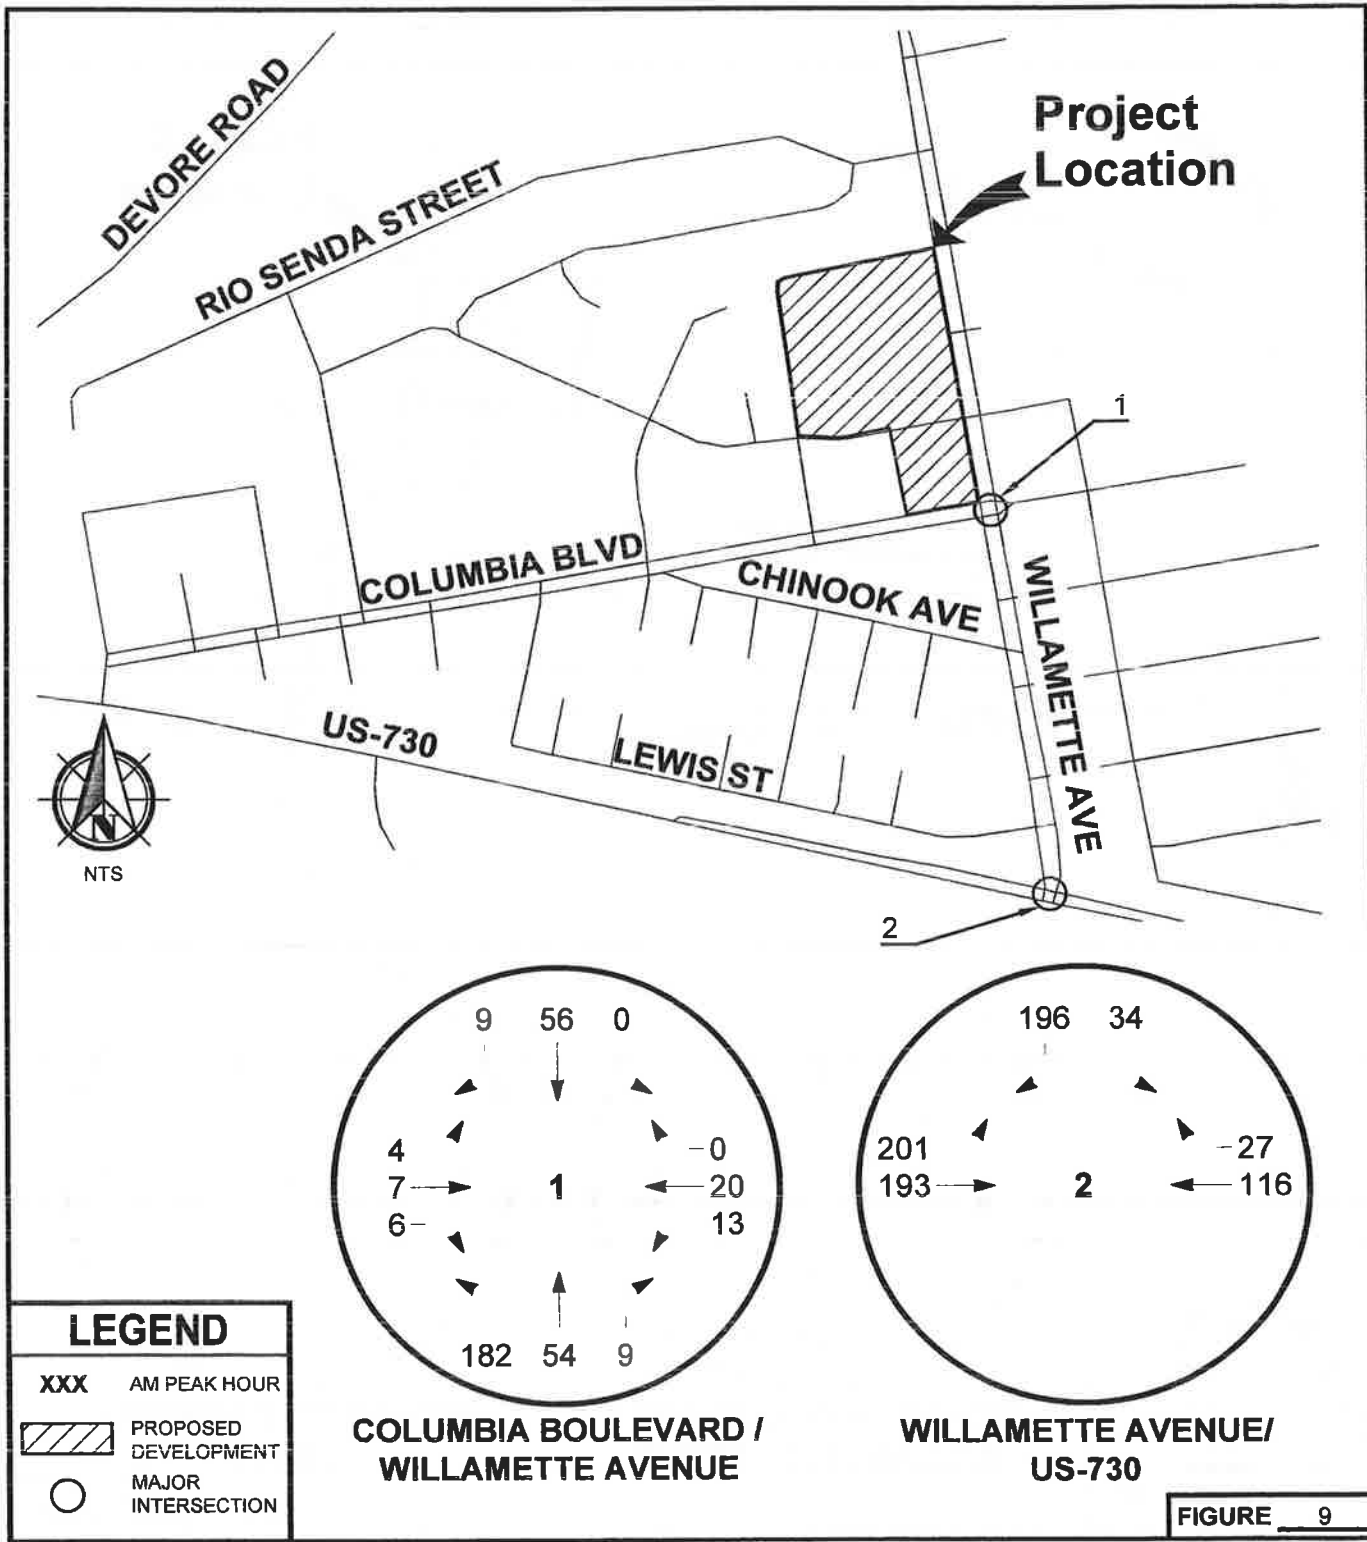 DEVORE ROAD
RIO SENDA STREET
Project
Location
1
COLUMBIA BLVD
CHINOOK AVE
WILLAMETTE AVE
US-730
LEWIS ST
N
NTS
2
9 56 0
4
7
6
1
0
20
13
182 54 9
196 34
201
193
2
27
116
COLUMBIA BOULEVARD /
WILLAMETTE AVENUE
WILLAMETTE AVENUE/
US-730
LEGEND
XXX AM PEAK HOUR
PROPOSED
DEVELOPMENT
MAJOR
INTERSECTION
FIGURE 9